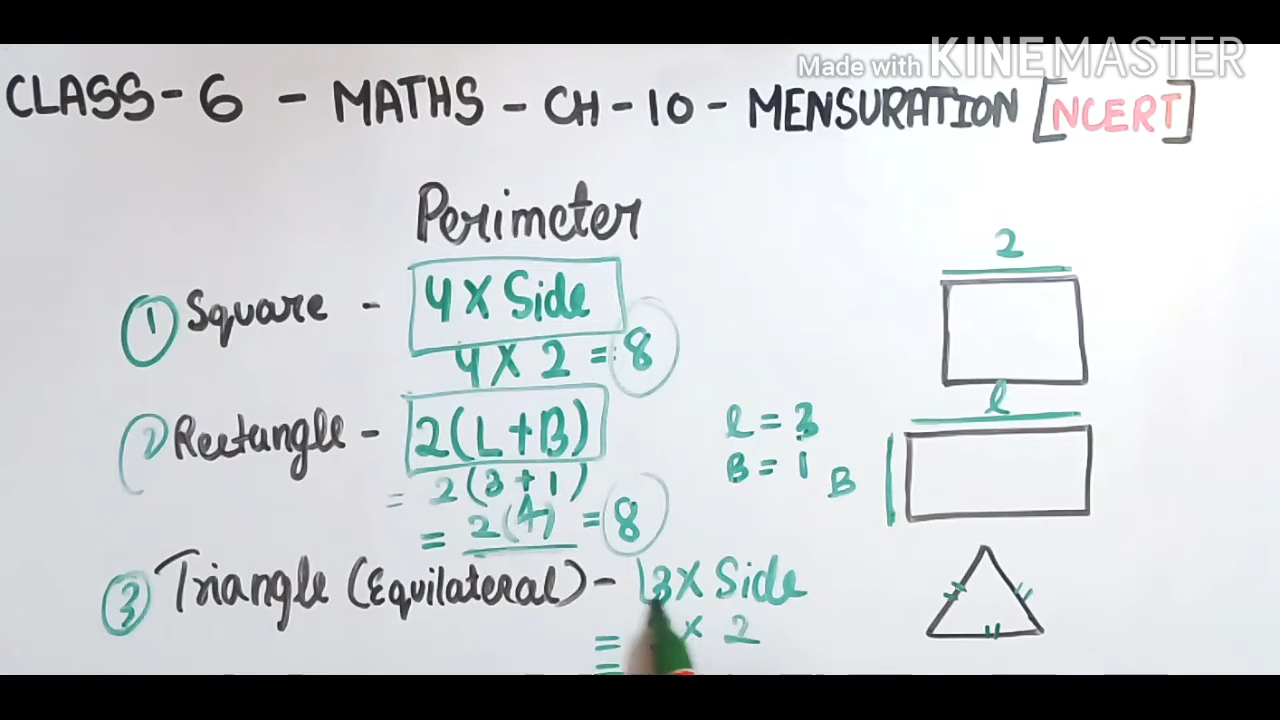 Made with KINEMASTER
CLASS-6 - MATHS - CH-10 - MENSURATION [NCERT]
Perimeter
2
① Square - 4 X Side
4 X 2 = 8
l
② Rectangle - 2(L+B)
l = 3
B = 1
B
= 2(3+1)
= 2(4) = 8
③ Triangle (Equilateral) - 3 X Side
= x 2
=